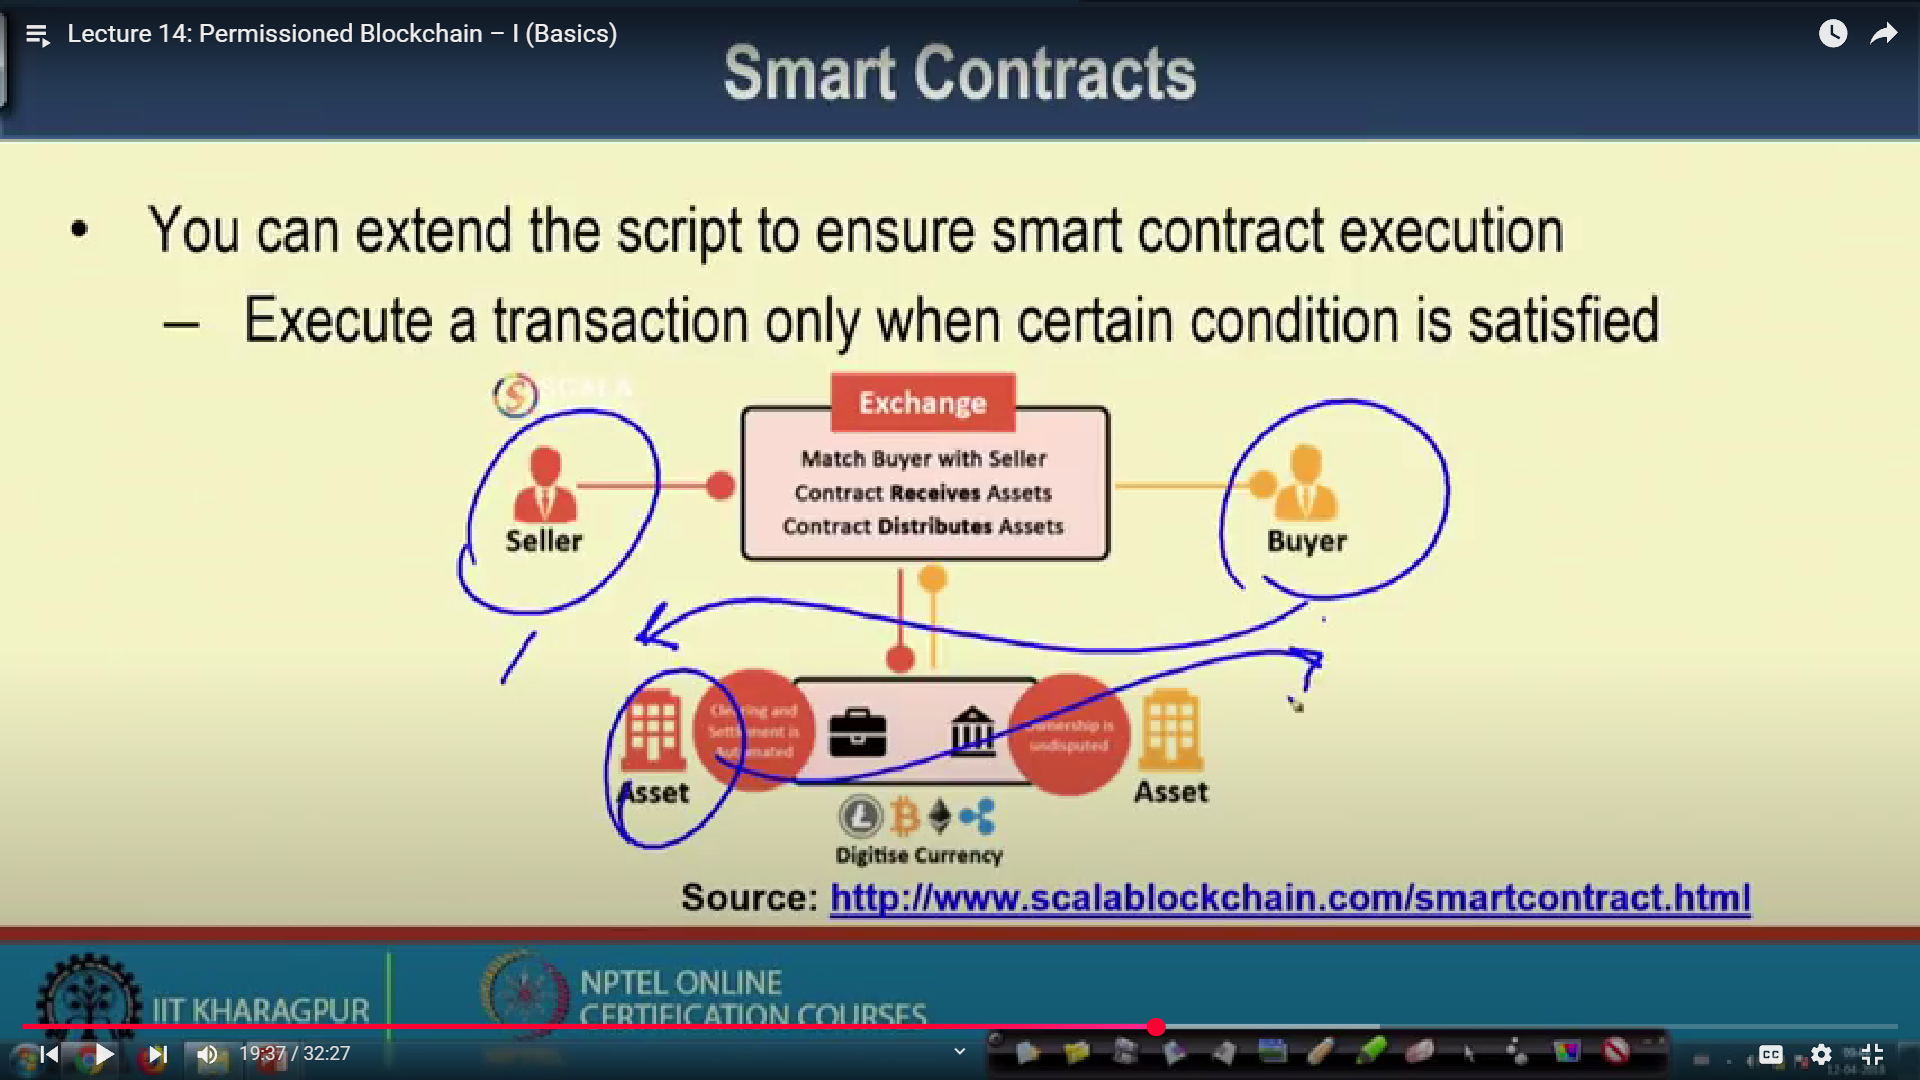 Lecture 14: Permissioned Blockchain – I (Basics)
Smart Contracts
• You can extend the script to ensure smart contract execution
– Execute a transaction only when certain condition is satisfied
SCALA
Exchange
Match Buyer with Seller
Contract Receives Assets
Contract Distributes Assets
Seller
Buyer
Clearing and
Settlement is
Automated
Ownership is
undisputed
Asset
Asset
Digitise Currency
Source: http://www.scalablockchain.com/smartcontract.html
IIT KHARAGPUR
NPTEL ONLINE
CERTIFICATION COURSES
19:37 / 32:27
CC